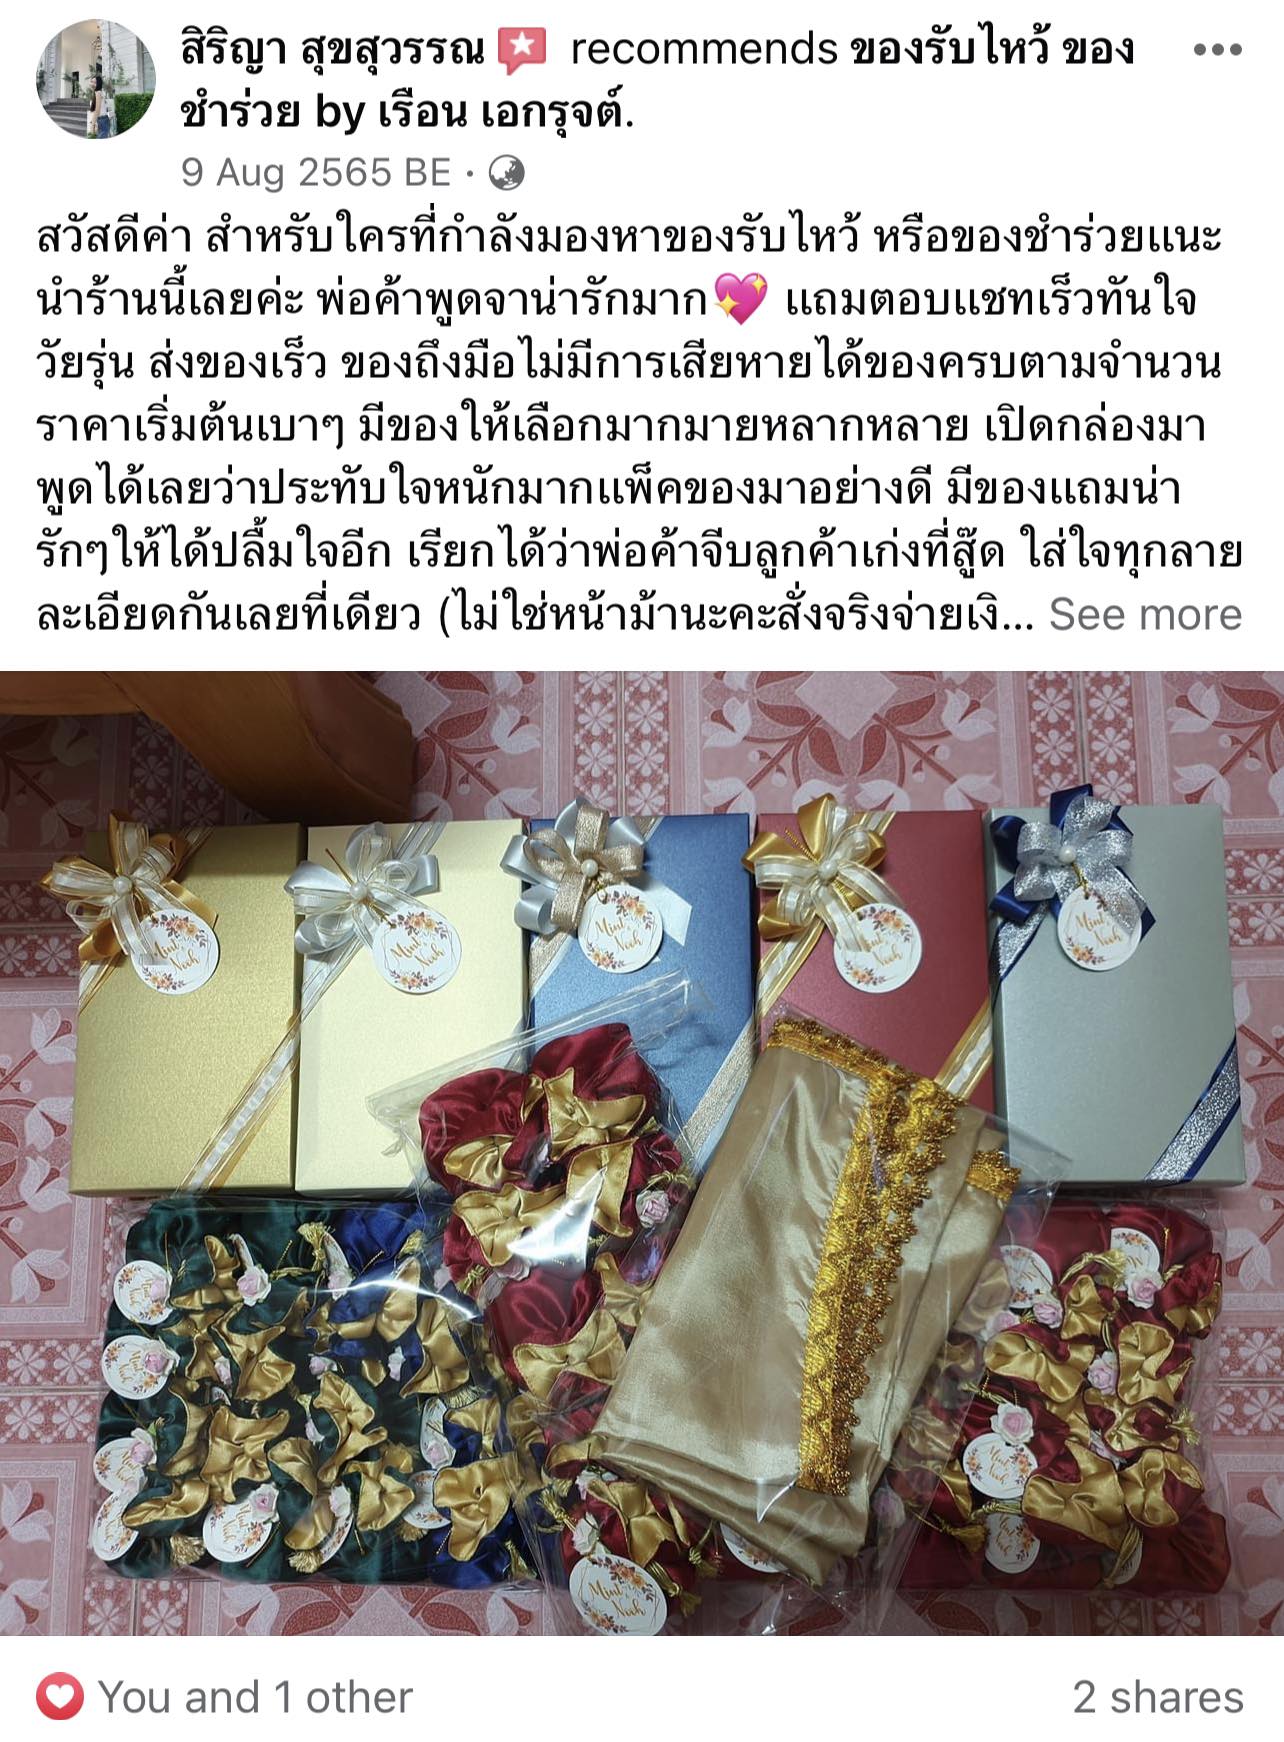 สิริญา สุขสุวรรณ recommends ของรับไหว้ ของ
ชำร่วย by เรือน เอกรุจต์.
9 Aug 2565 BE ·
สวัสดีค่า สำหรับใครที่กำลังมองหาของรับไหว้ หรือของชำร่วยแนะ
นำร้านนี้เลยค่ะ พ่อค้าพูดจาน่ารักมาก💖 แถมตอบแชทเร็วทันใจ
วัยรุ่น ส่งของเร็ว ของถึงมือไม่มีการเสียหายได้ของครบตามจำนวน
ราคาเริ่มต้นเบาๆ มีของให้เลือกมากมายหลากหลาย เปิดกล่องมา
พูดได้เลยว่าประทับใจหนักมากแพ็คของมาอย่างดี มีของแถมน่า
รักๆให้ได้ปลื้มใจอีก เรียกได้ว่าพ่อค้าจีบลูกค้าเก่งที่สู๊ด ใส่ใจทุกลาย
ละเอียดกันเลยที่เดียว (ไม่ใช่หน้าม้านะคะสั่งจริงจ่ายเงิ... See more
Mint
Nooh
Mint
Nooh
Mint
Nooh
Mint
Nooh
Mint
Nooh
Mint
Nooh
You and 1 other
2 shares